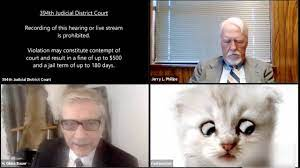 394th Judicial District Court
Recording of this hearing or live stream
is prohibited.
Violation may constitute contempt of
court and result in a fine of up to $500
and a jail term of up to 180 days.
394th Judicial District Court
Jerry L. Phillips
H. Gibbs Bauer